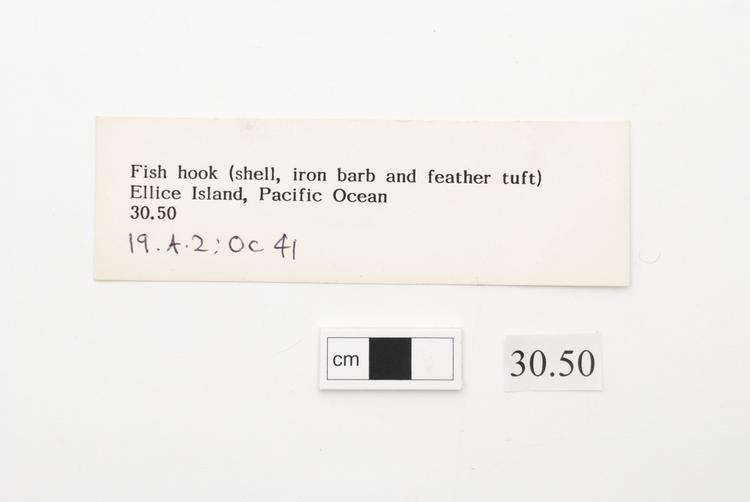 Fish hook (shell, iron barb and feather tuft)
Ellice Island, Pacific Ocean
30.50
19.A.2: Oc 41
cm
30.50